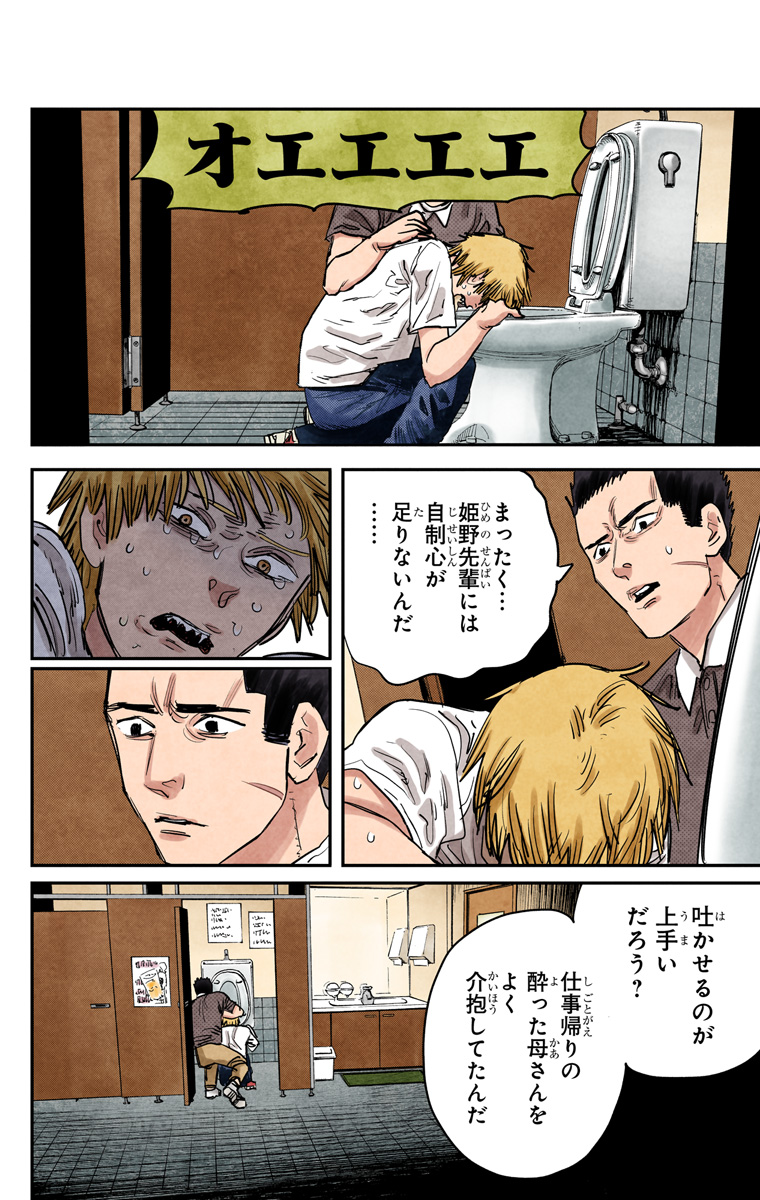 オエエエエ
まったく…
姫野先輩には
自制心が
足りないんだ
……
吐かせるのが
上手い
だろう？
仕事帰りの
酔った母さんを
よく
介抱してたんだ